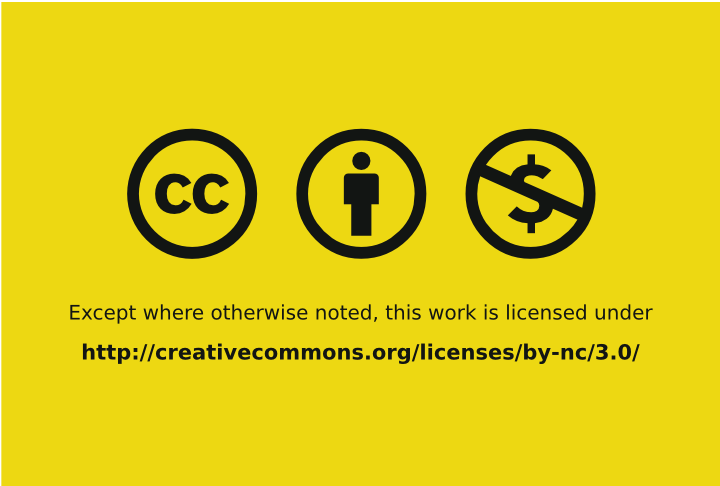 cc
$
Except where otherwise noted, this work is licensed under
http://creativecommons.org/licenses/by-nc/3.0/